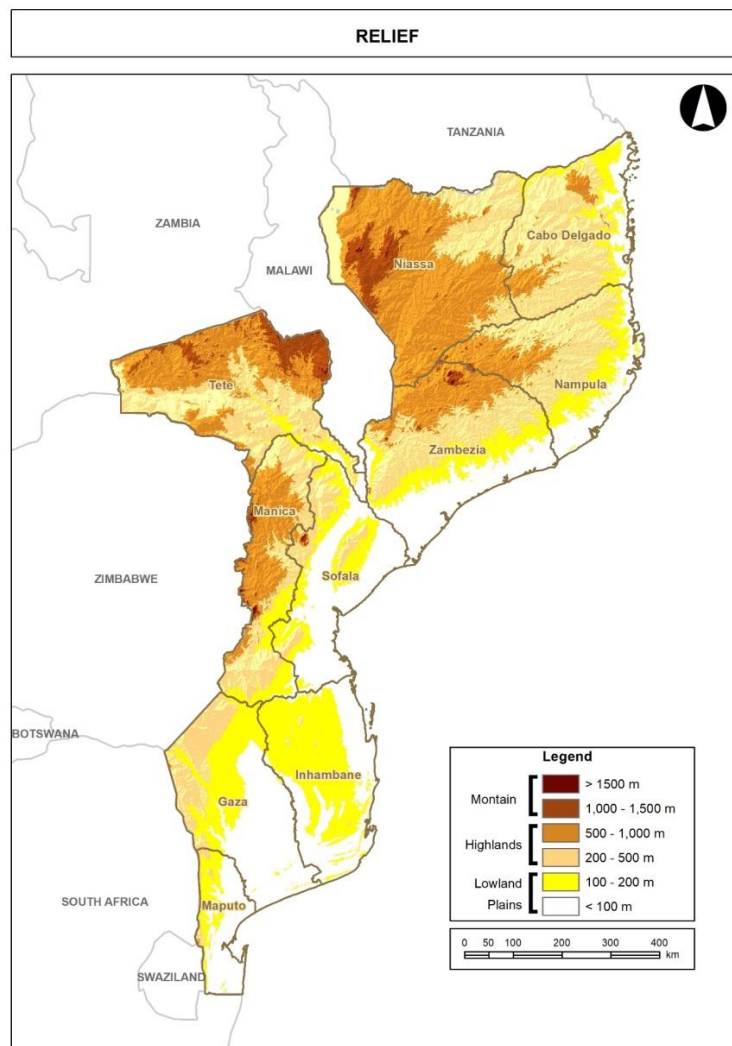 RELIEF
TANZANIA
ZAMBIA
Cabo Delgado
Niassa
MALAWI
Nampula
Tete
Zambezia
Manica
Sofala
ZIMBABWE
BOTSWANA
Inhambane
Gaza
Maputo
SOUTH AFRICA
SWAZILAND
Legend
Montain
> 1500 m
1,000 - 1,500 m
Highlands
500 - 1,000 m
200 - 500 m
Lowland
100 - 200 m
Plains
< 100 m
0 50 100 200 300 400
km